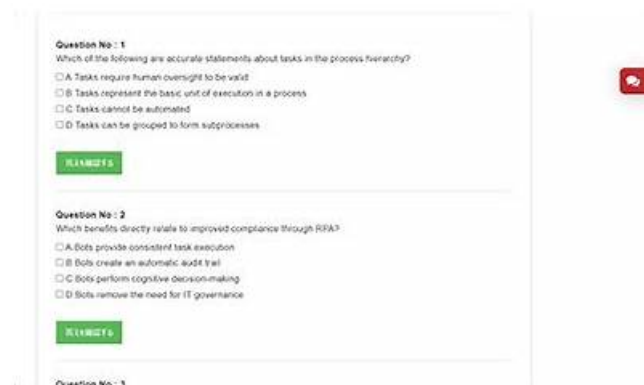 Question No : 1
Which of the following are accurate statements about tasks in the process hierarchy?
A Tasks require human oversight to be valid
B Tasks represent the basic unit of execution in a process
C Tasks cannot be automated
D Tasks can be grouped to form subprocesses
Question No : 2
Which benefits directly relate to improved compliance through RPA?
A Bots provide consistent task execution
B Bots create an automatic audit trail
C Bots perform cognitive decision-making
D Bots remove the need for IT governance
Question No : 3